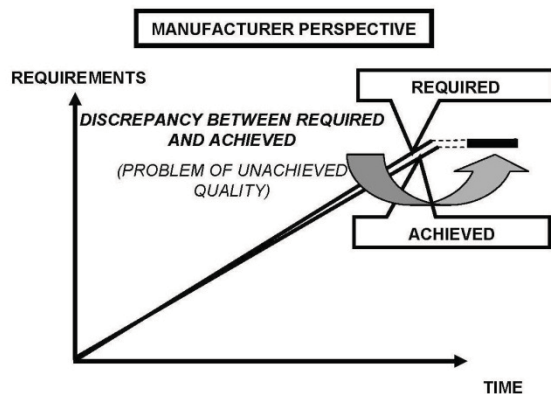 MANUFACTURER PERSPECTIVE
REQUIREMENTS
REQUIRED
DISCREPANCY BETWEEN REQUIRED
AND ACHIEVED
(PROBLEM OF UNACHIEVED
QUALITY)
ACHIEVED
TIME